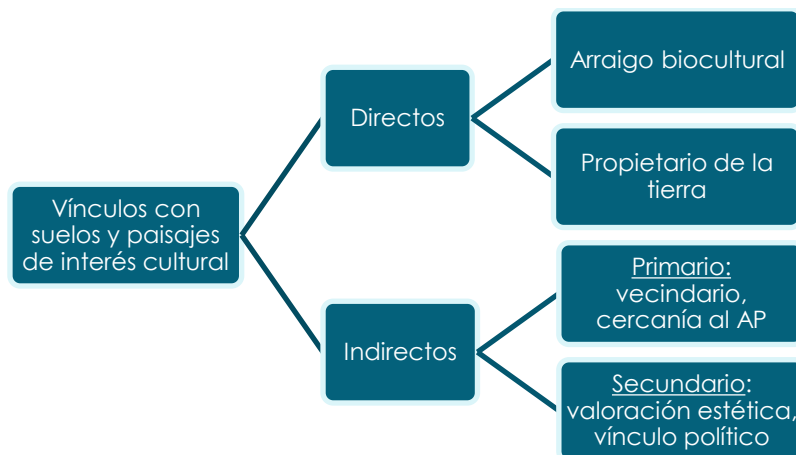 Vínculos con
suelos y paisajes
de interés cultural
Directos
Arraigo biocultural
Propietario de la
tierra
Indirectos
Primario:
vecindario,
cercanía al AP
Secundario:
valoración estética,
vínculo político